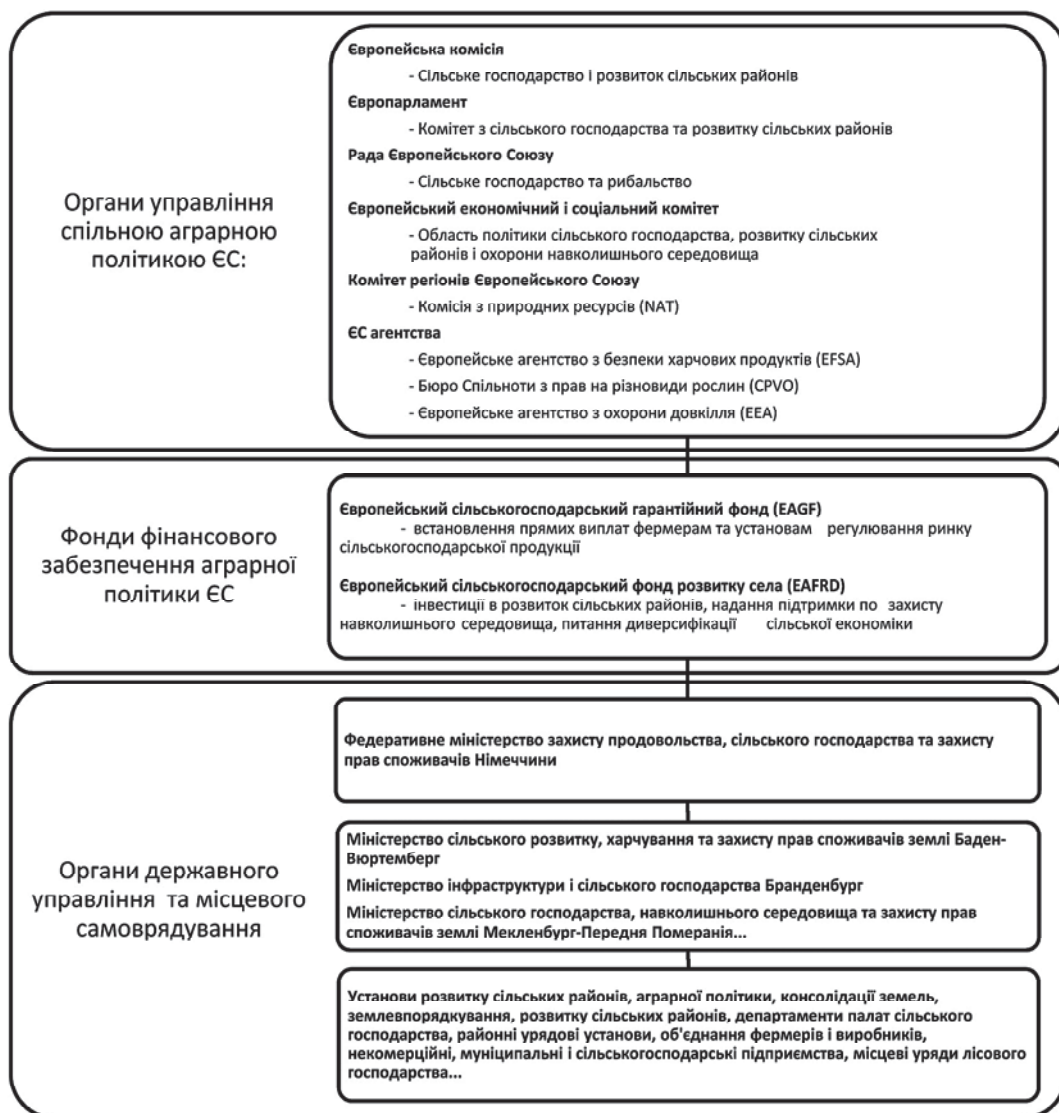 Органи управління
спільною аграрною
політикою ЄС:
Європейська комісія
- Сільське господарство і розвиток сільських районів
Європарламент
- Комітет з сільського господарства та розвитку сільських районів
Рада Європейського Союзу
- Сільське господарство та рибальство
Європейський економічний і соціальний комітет
- Область політики сільського господарства, розвитку сільських
районів і охорони навколишнього середовища
Комітет регіонів Європейського Союзу
- Комісія з природних ресурсів (NAT)
ЄС агентства
- Європейське агентство з безпеки харчових продуктів (EFSA)
- Бюро Спільноти з прав на різновиди рослин (CPVO)
- Європейське агентство з охорони довкілля (EEA)
Фонди фінансового
забезпечення аграрної
політики ЄС
Європейський сільськогосподарський гарантійний фонд (EAGF)
- встановлення прямих виплат фермерам та установам регулювання ринку
сільськогосподарської продукції
Європейський сільськогосподарський фонд розвитку села (EAFRD)
- інвестиції в розвиток сільських районів, надання підтримки по захисту
навколишнього середовища, питання диверсифікації сільської економіки
Органи державного
управління та місцевого
самоврядування
Федеративне міністерство захисту продовольства, сільського господарства та захисту
прав споживачів Німеччини
Міністерство сільського розвитку, харчування та захисту прав споживачів землі Баден-
Вюртемберг
Міністерство інфраструктури і сільського господарства Бранденбург
Міністерство сільського господарства, навколишнього середовища та захисту прав
споживачів землі Мекленбург-Передня Померанія...
Установи розвитку сільських районів, аграрної політики, консолідації земель,
землевпорядкування, розвитку сільських районів, департаменти палат сільського
господарства, районні урядові установи, об'єднання фермерів і виробників,
некомерційні, муніципальні і сільськогосподарські підприємства, місцеві уряди лісового
господарства...